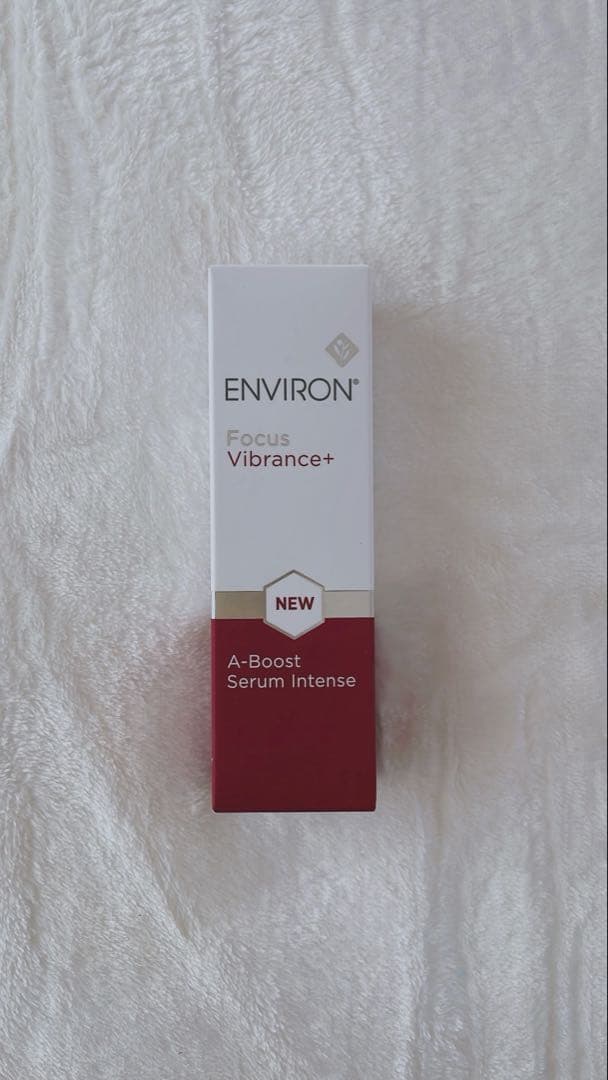 ENVIRON®
Focus
Vibrance+
NEW
A-Boost
Serum Intense